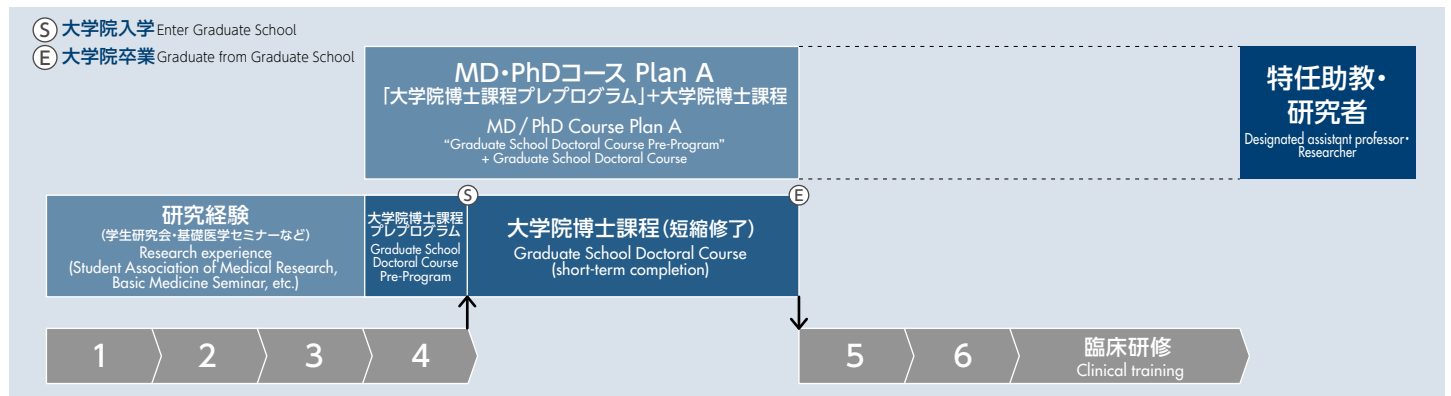 Ⓢ大学院入学 Enter Graduate School
Ⓔ大学院卒業 Graduate from Graduate School
MD・PhDコース Plan A
「大学院博士課程プレプログラム」+大学院博士課程
MD / PhD Course Plan A
“Graduate School Doctoral Course Pre-Program”
+ Graduate School Doctoral Course
特任助教・
研究者
Designated assistant professor・
Researcher
研究経験
(学生研究会・基礎医学セミナーなど)
Research experience
(Student Association of Medical Research,
Basic Medicine Seminar, etc.)
大学院博士課程
プレプログラム
Graduate School
Doctoral Course
Pre-Program
Ⓢ
大学院博士課程(短縮修了)
Graduate School Doctoral Course
(short-term completion)
Ⓔ
1
2
3
4
5
6
臨床研修
Clinical training